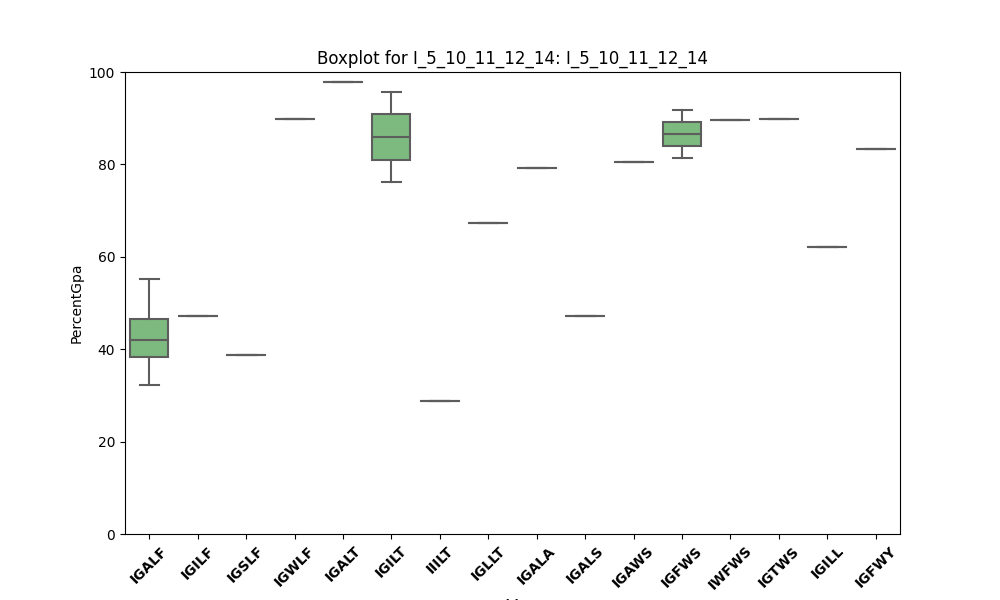 Boxplot for I_5_10_11_12_14: I_5_10_11_12_14
100
80
60
40
20
0
PercentGpa
IGALF IGILF IGSLF IGWLF IGALT IGILT IIILT IGLLT IGALA IGALS IGAWS IGFWS IWFWS IGTWS IGILL IGFWY